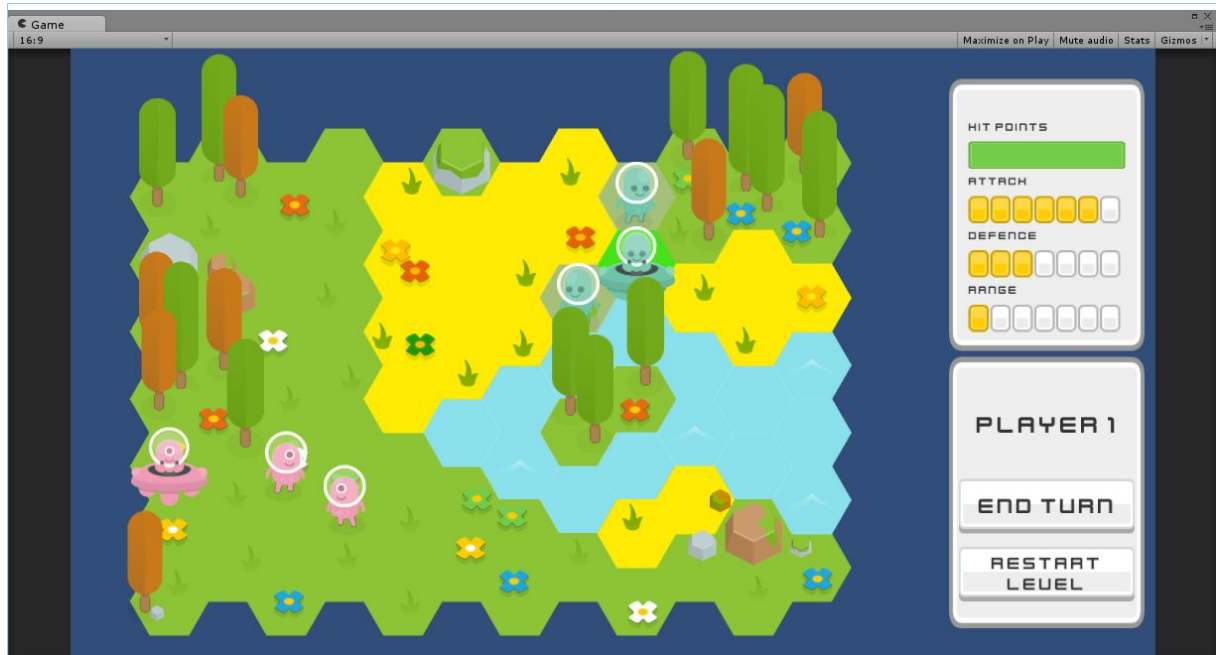 Game
16:9
Maximize on Play Mute audio Stats Gizmos
HIT POINTS
ATTACK
DEFENCE
RANGE
PLAYER 1
END TURN
RESTART
LEVEL